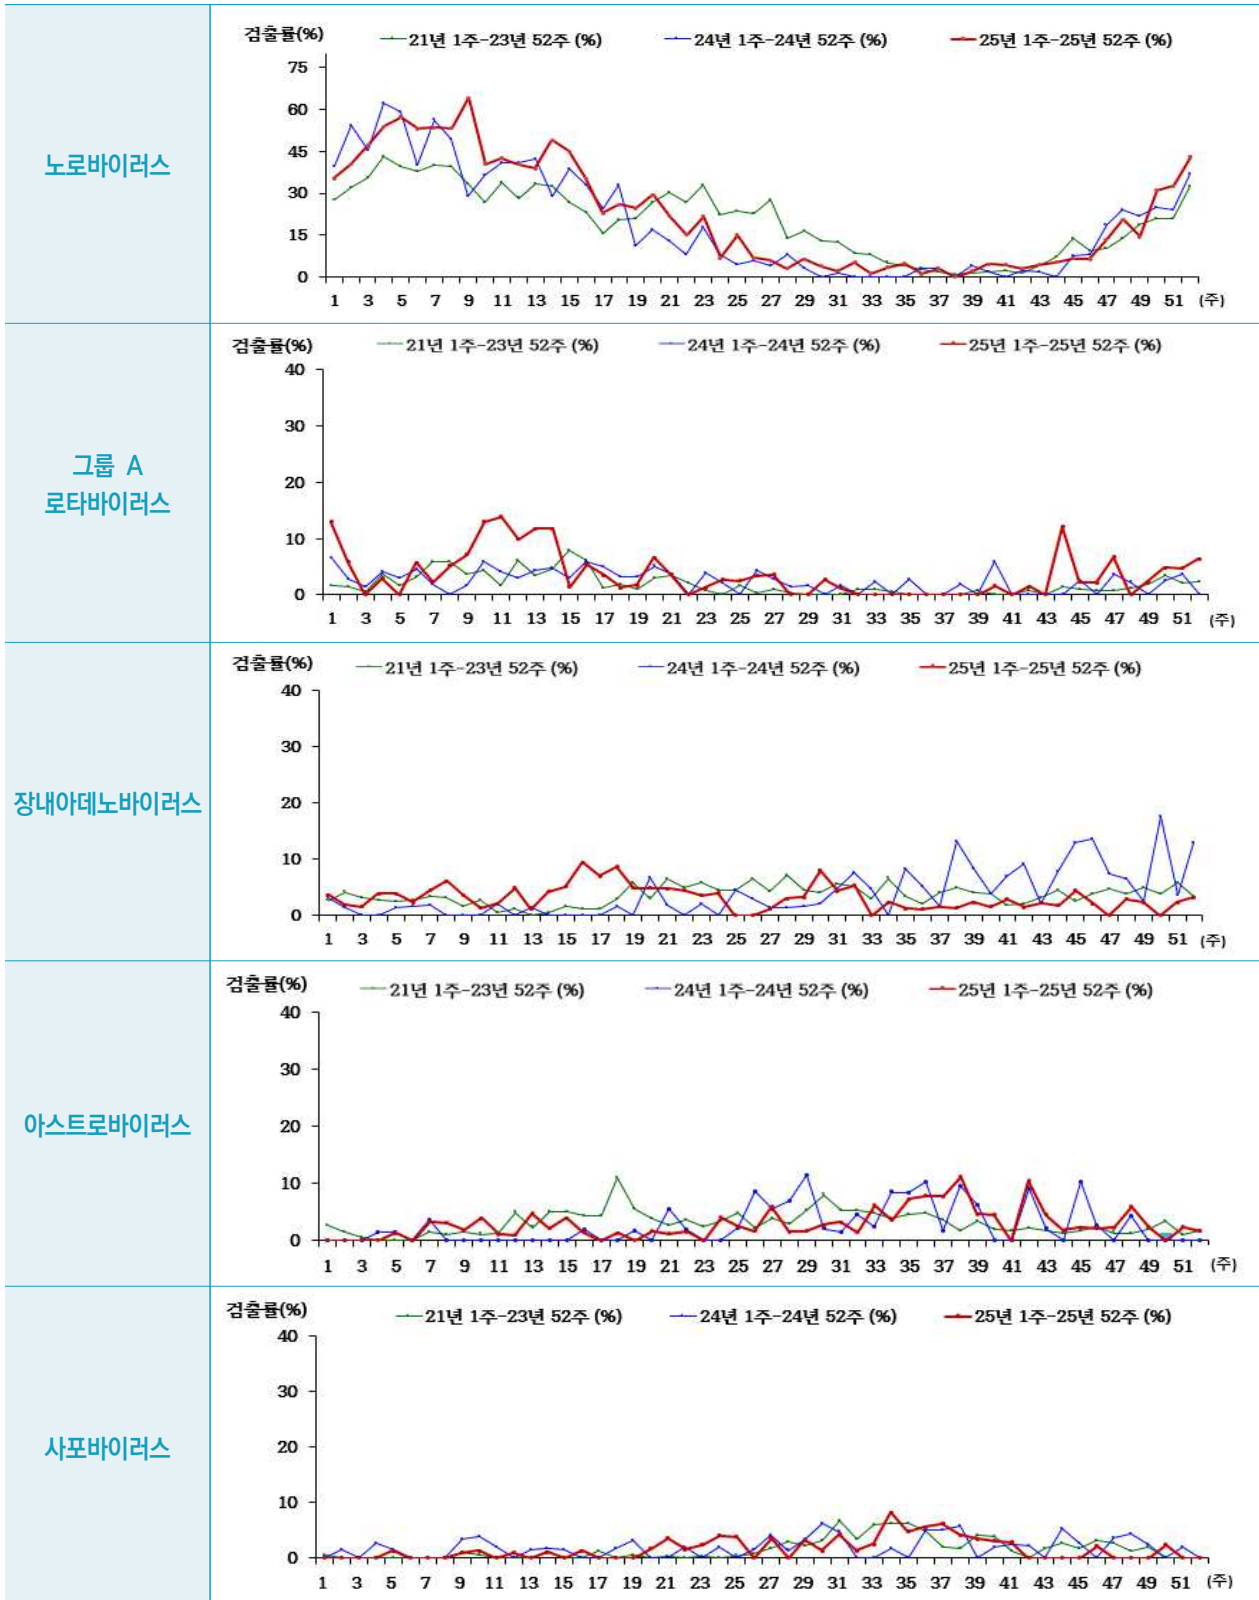 노로바이러스
검출률(%)
21년 1주-23년 52주 (%) 24년 1주-24년 52주 (%) 25년 1주-25년 52주 (%)
75
60
45
30
15
0
1 3 5 7 9 11 13 15 17 19 21 23 25 27 29 31 33 35 37 39 41 43 45 47 49 51 (주)
그룹 A
로타바이러스
검출률(%)
21년 1주-23년 52주 (%) 24년 1주-24년 52주 (%) 25년 1주-25년 52주 (%)
40
30
20
10
0
1 3 5 7 9 11 13 15 17 19 21 23 25 27 29 31 33 35 37 39 41 43 45 47 49 51 (주)
장내아데노바이러스
검출률(%)
21년 1주-23년 52주 (%) 24년 1주-24년 52주 (%) 25년 1주-25년 52주 (%)
40
30
20
10
0
1 3 5 7 9 11 13 15 17 19 21 23 25 27 29 31 33 35 37 39 41 43 45 47 49 51 (주)
아스트로바이러스
검출률(%)
21년 1주-23년 52주 (%) 24년 1주-24년 52주 (%) 25년 1주-25년 52주 (%)
40
30
20
10
0
1 3 5 7 9 11 13 15 17 19 21 23 25 27 29 31 33 35 37 39 41 43 45 47 49 51 (주)
사포바이러스
검출률(%)
21년 1주-23년 52주 (%) 24년 1주-24년 52주 (%) 25년 1주-25년 52주 (%)
40
30
20
10
0
1 3 5 7 9 11 13 15 17 19 21 23 25 27 29 31 33 35 37 39 41 43 45 47 49 51 (주)